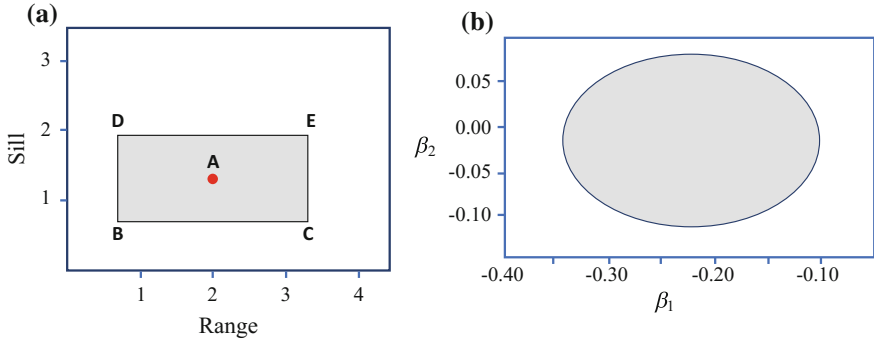 (a)
Sill
3
2
1
D
E
A
B
C
1
2
3
4
Range
(b)
β2
0.05
0.00
-0.05
-0.10
-0.40
-0.30
-0.20
-0.10
β1